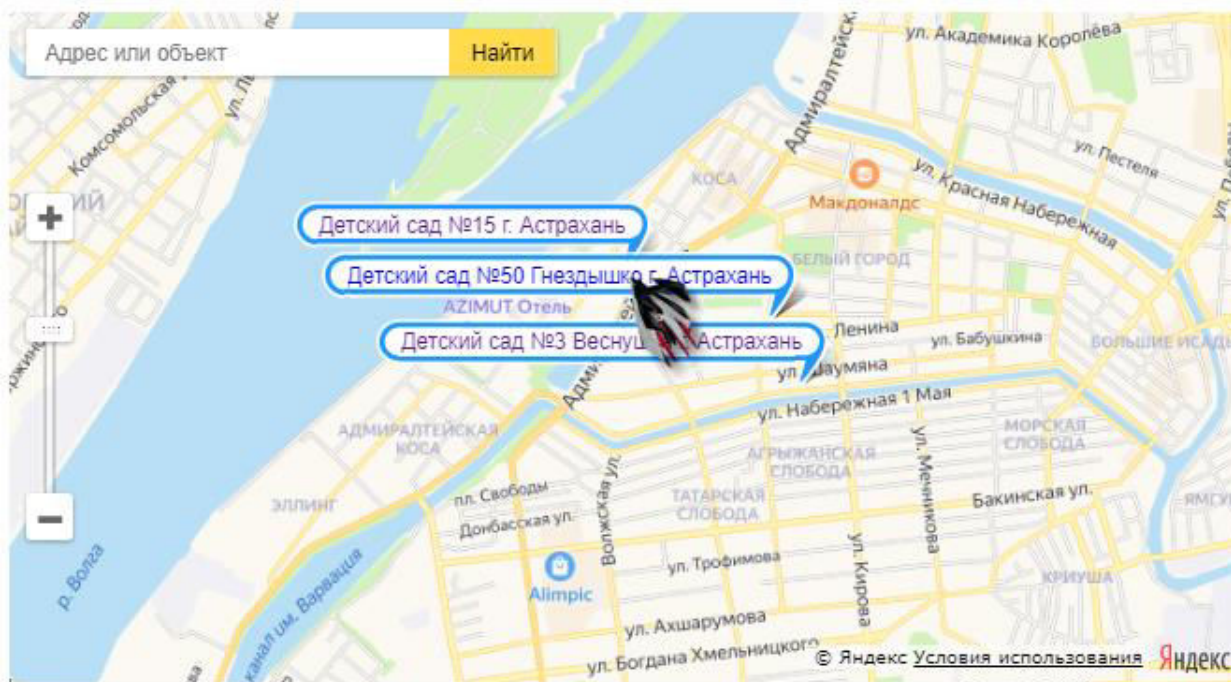 Адрес или объект
Найти
ул. Академика Королёва
Адмиралтейска
Комсомольская у
ул. Пестеля
КОСА
Макдоналдс
ул. Красная Набережная
Детский сад №15 г. Астрахань
БЕЛЫЙ ГОРОД
Детский сад №50 Гнездышко г. Астрахань
AZIMUT Отель
Ленина
ул. Бабушкина
БОЛЬШИЕ ИСАДЫ
Детский сад №3 Весну Астрахань
ул. Шаумяна
ул. Набережная 1 Мая
АДМИРАЛТЕЙСКАЯ
КОСА
МОРСКАЯ
СЛОБОДА
АГРЫЖАНСКАЯ
СЛОБОДА
ул. Мечникова
пл. Свободы
ЭЛЛИНГ
ТАТАРСКАЯ
СЛОБОДА
Бакинская ул.
Донбасская ул.
Волжская ул.
ул. Трофимова
ул. Кирова
р. Волга
канал им. Варвация
Alimpic
КРИУША
ул. Ахшарумова
ул. Богдана Хмельницкого
© Яндекс Условия использования Яндекс